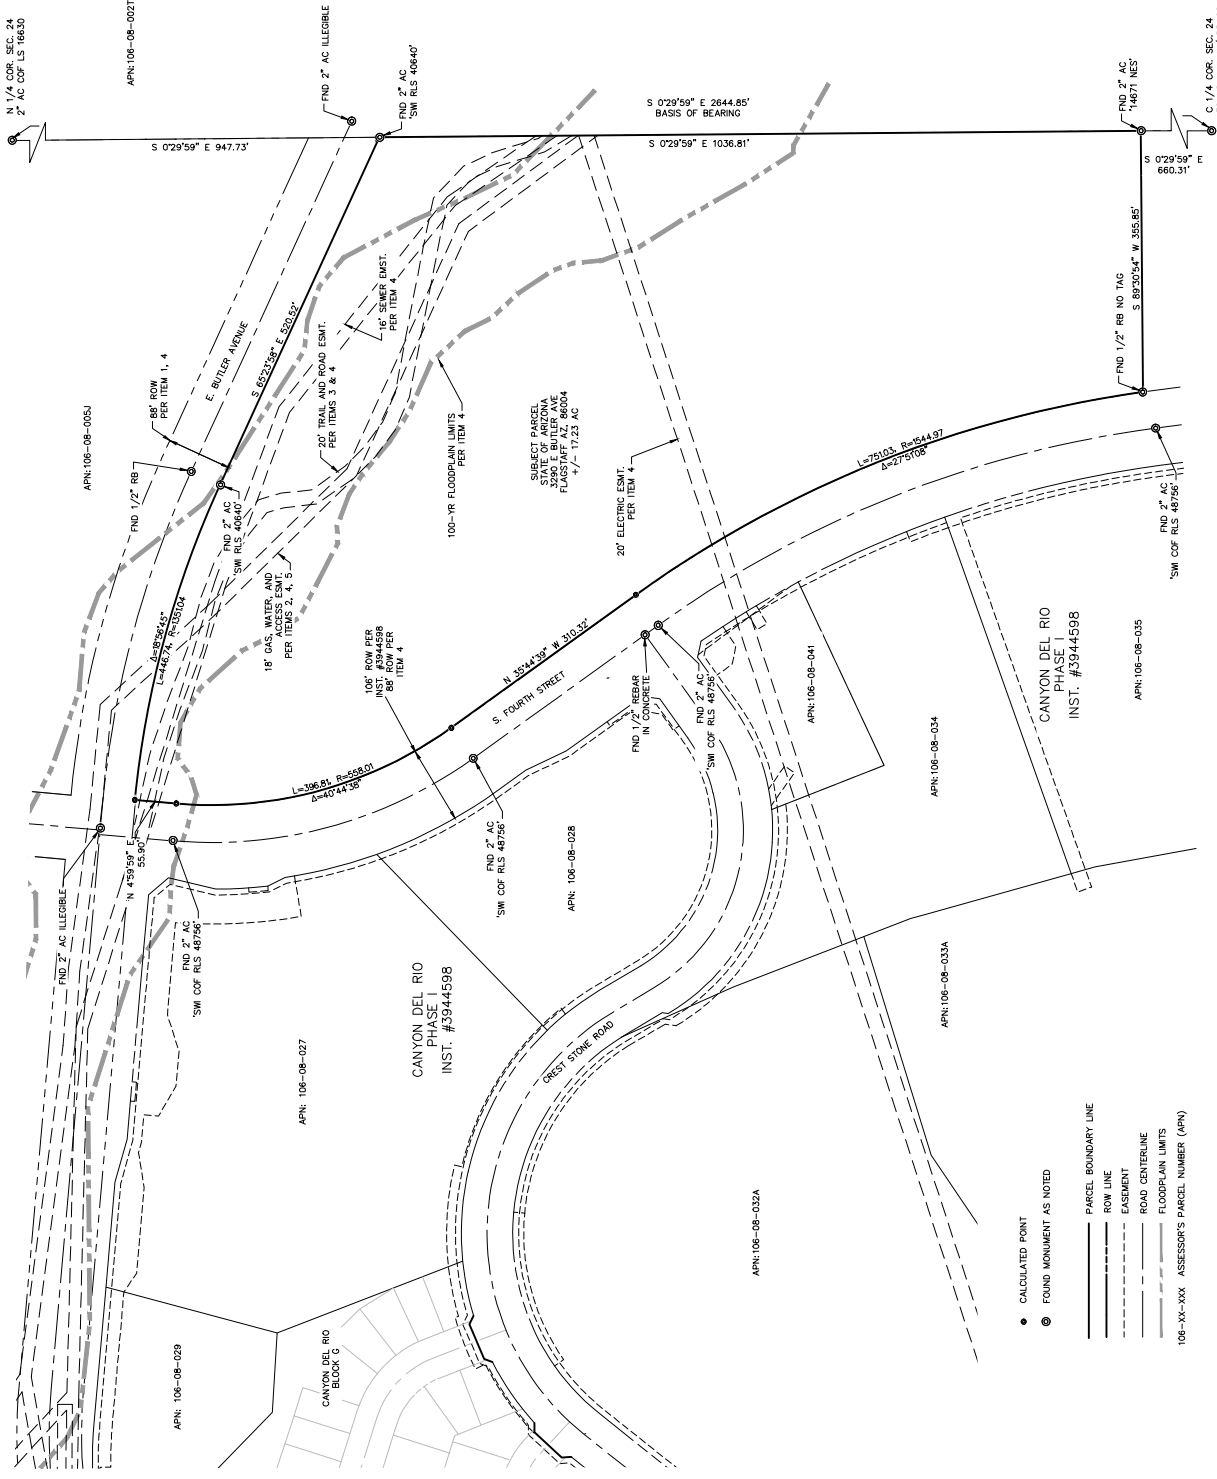 N 1/4 COR. SEC. 24
2" AC COF LS 16630
APN:106-08-002T
FND 2" AC ILLEGIBLE
FND 2" AC
'SWI RLS 40640'
S 0°29'59" E 947.73'
S 0°29'59" E 2644.85'
BASIS OF BEARING
S 0°29'59" E 1036.81'
FND 2" AC
'14671 NES'
C 1/4 COR. SEC. 24
S 0°29'59" E
660.31'
S 89°30'54" W 355.85'
FND 1/2" RB NO TAG
E. BUTLER AVENUE
S 65°23'58" E 520.52'
88' ROW
PER ITEM 1, 4
APN:106-08-005J
FND 1/2" RB
16' SEWER EMST.
PER ITEM 4
20' TRAIL AND ROAD ESMT.
PER ITEMS 3 & 4
100-YR FLOODPLAIN LIMITS
PER ITEM 4
SUBJECT PARCEL
STATE OF ARIZONA
3290 E BUTLER AVE
FLAGSTAFF AZ, 86004
+/- 17.23 AC
20' ELECTRIC ESMT.
PER ITEM 4
L=751.03, R=1544.97
Δ=27°51'08"
FND 2" AC
'SWI COF RLS 48756'
FND 2" AC
'SWI RLS 40640'
18' GAS, WATER, AND
ACCESS ESMT.
PER ITEMS 2, 4, 5
Δ=18°56'45"
L=446.74, R=1351.04
106' ROW PER
INST. #3944598
88' ROW PER
ITEM 4
N 35°44'39" W 310.32'
S. FOURTH STREET
FND 1/2" REBAR
IN CONCRETE
FND 2" AC
'SWI COF RLS 48756'
APN:106-08-041
CANYON DEL RIO
PHASE I
INST. #3944598
APN:106-08-035
APN:106-08-034
L=396.81, R=558.01
Δ=40°44'38"
N 4°59'59" E
55.90'
FND 2" AC ILLEGIBLE
FND 2" AC
'SWI COF RLS 48756'
FND 2" AC
'SWI COF RLS 48756'
APN: 106-08-028
APN:106-08-033A
CANYON DEL RIO
PHASE I
INST. #3944598
APN: 106-08-027
CREST STONE ROAD
APN:106-08-032A
APN: 106-08-029
CANYON DEL RIO
BLOCK G
CALCULATED POINT
FOUND MONUMENT AS NOTED
PARCEL BOUNDARY LINE
ROW LINE
EASEMENT
ROAD CENTERLINE
FLOODPLAIN LIMITS
106-XX-XXX ASSESSOR'S PARCEL NUMBER (APN)